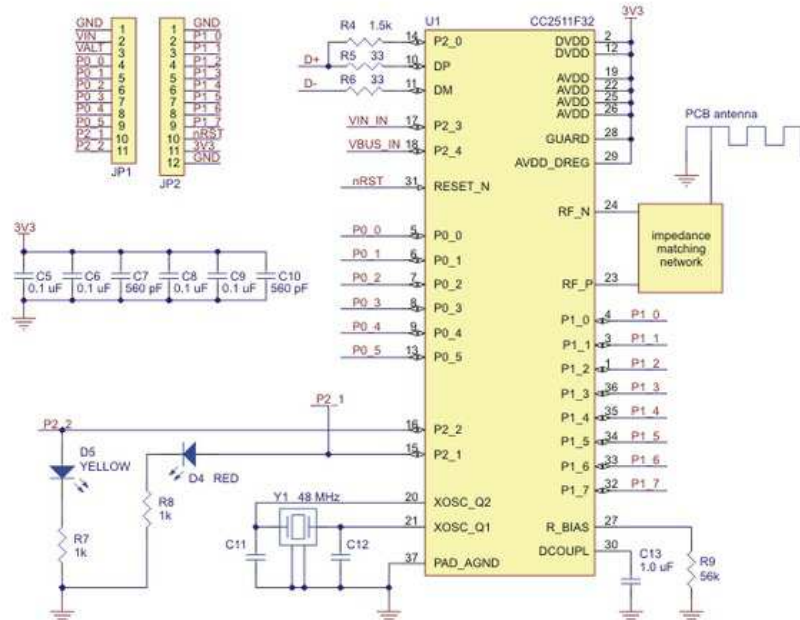 GND
VIN
VALT
P0_0
P0_1
P0_2
P0_3
P0_4
P0_5
P2_1
P2_2
1
2
3
4
5
6
7
8
9
10
11
JP1
1
2
3
4
5
6
7
8
9
10
11
12
JP2
GND
P1_0
P1_1
P1_2
P1_3
P1_4
P1_5
P1_6
P1_7
nRST
3V3
GND
3V3
C5
0.1 uF
C6
0.1 uF
C7
560 pF
C8
0.1 uF
C9
0.1 uF
C10
560 pF
U1
CC2511F32
R4 1.5k
14 P2_0
D+ R5 33
10 DP
D- R6 33
11 DM
VIN_IN 17 P2_3
VBUS_IN 18 P2_4
nRST 31 RESET_N
P0_0 5 P0_0
P0_1 6 P0_1
P0_2 7 P0_2
P0_3 8 P0_3
P0_4 9 P0_4
P0_5 13 P0_5
P2_1
P2_2 16 P2_2
15 P2_1
D5
YELLOW
D4 RED
R8
1k
R7
1k
Y1 48 MHz
20 XOSC_Q2
21 XOSC_Q1
C11
C12
37 PAD_AGND
3V3
DVDD 2
DVDD 12
AVDD 19
AVDD 22
AVDD 25
AVDD 26
GUARD 28
AVDD_DREG 29
PCB antenna
RF_N 24
impedance
matching
network
RF_P 23
P1_0 4 P1_0
P1_1 3 P1_1
P1_2 1 P1_2
P1_3 36 P1_3
P1_4 35 P1_4
P1_5 34 P1_5
P1_6 33 P1_6
P1_7 32 P1_7
R_BIAS 27
DCOUPL 30
C13
1.0 uF
R9
56k